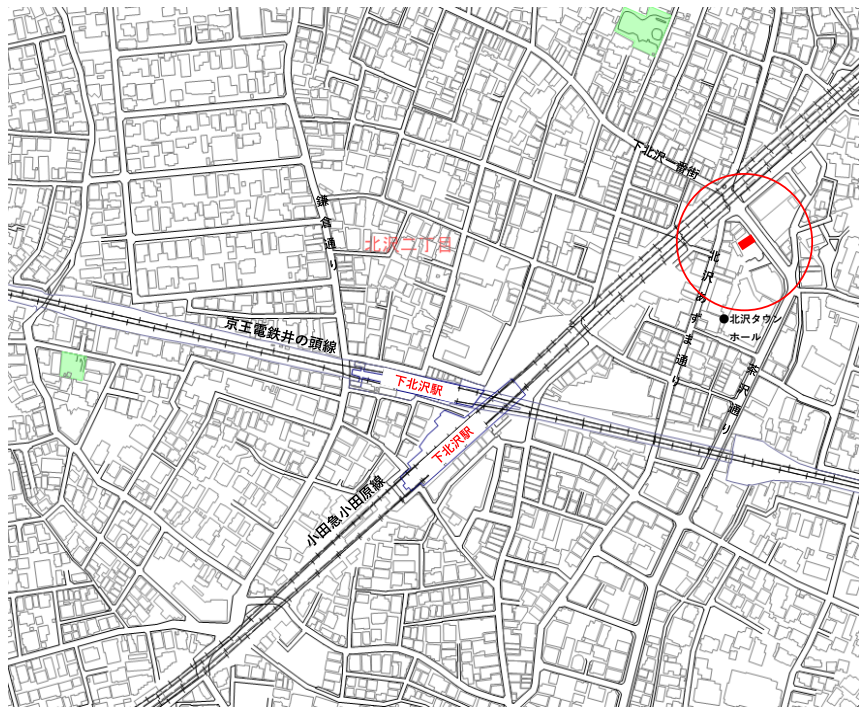 下北沢一番街
鎌倉通り
北沢二丁目
北沢あずま通り
北沢タウン
ホール
京王電鉄井の頭線
茶沢通り
下北沢駅
下北沢駅
小田急小田原線